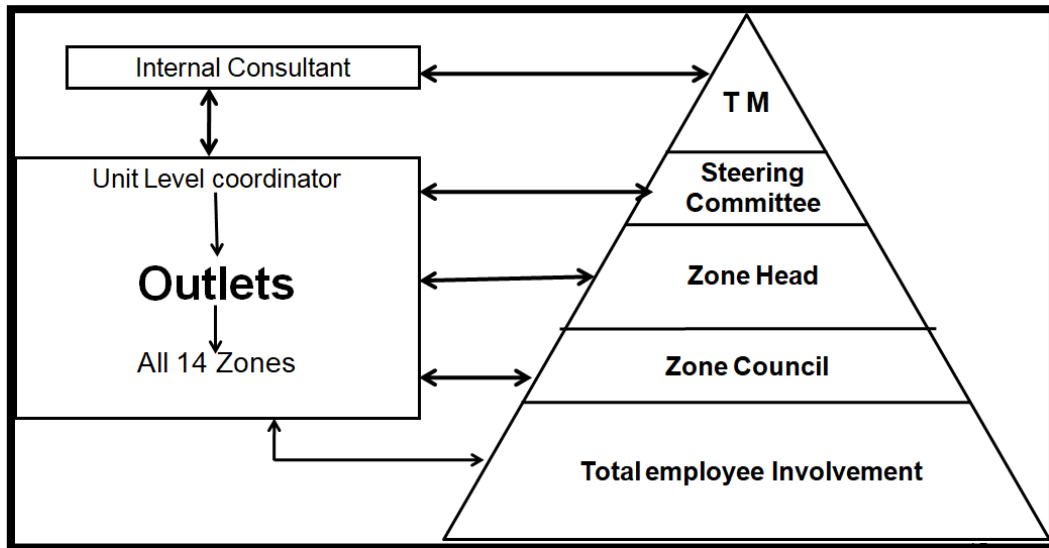 Internal Consultant
Unit Level coordinator
Outlets
All 14 Zones
T M
Steering
Committee
Zone Head
Zone Council
Total employee Involvement